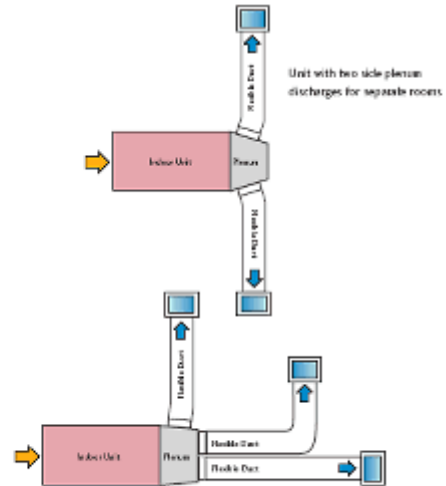 Flexible Duct
Unit with two side plenum
discharges for separate rooms
Indoor Unit
Plenum
Flexible Duct
Flexible Duct
Flexible Duct
Indoor Unit
Plenum
Flexible Duct